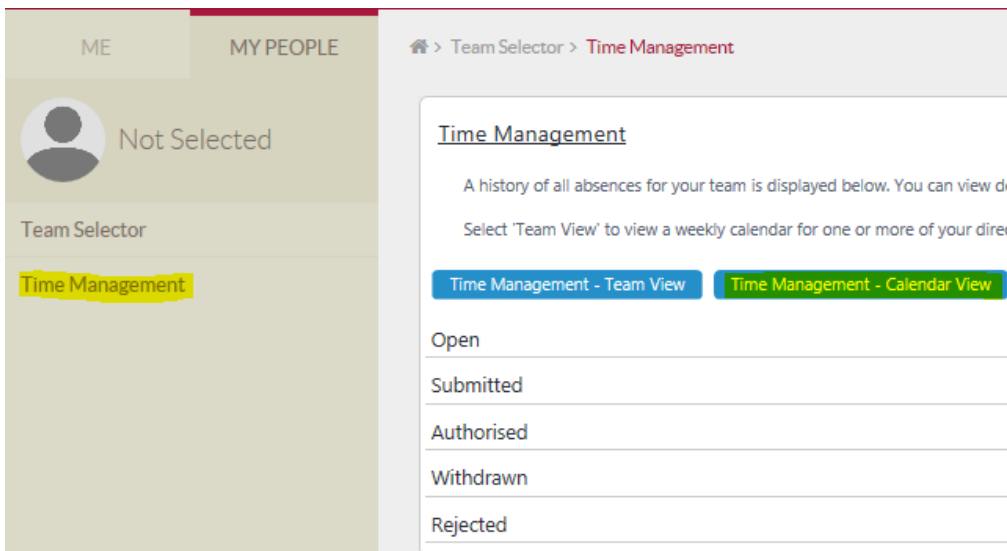 ME
MY PEOPLE
> Team Selector > Time Management
Not Selected
Team Selector
Time Management
Time Management
A history of all absences for your team is displayed below. You can view
Select 'Team View' to view a weekly calendar for one or more of your
Time Management - Team View
Time Management - Calendar View
Open
Submitted
Authorised
Withdrawn
Rejected